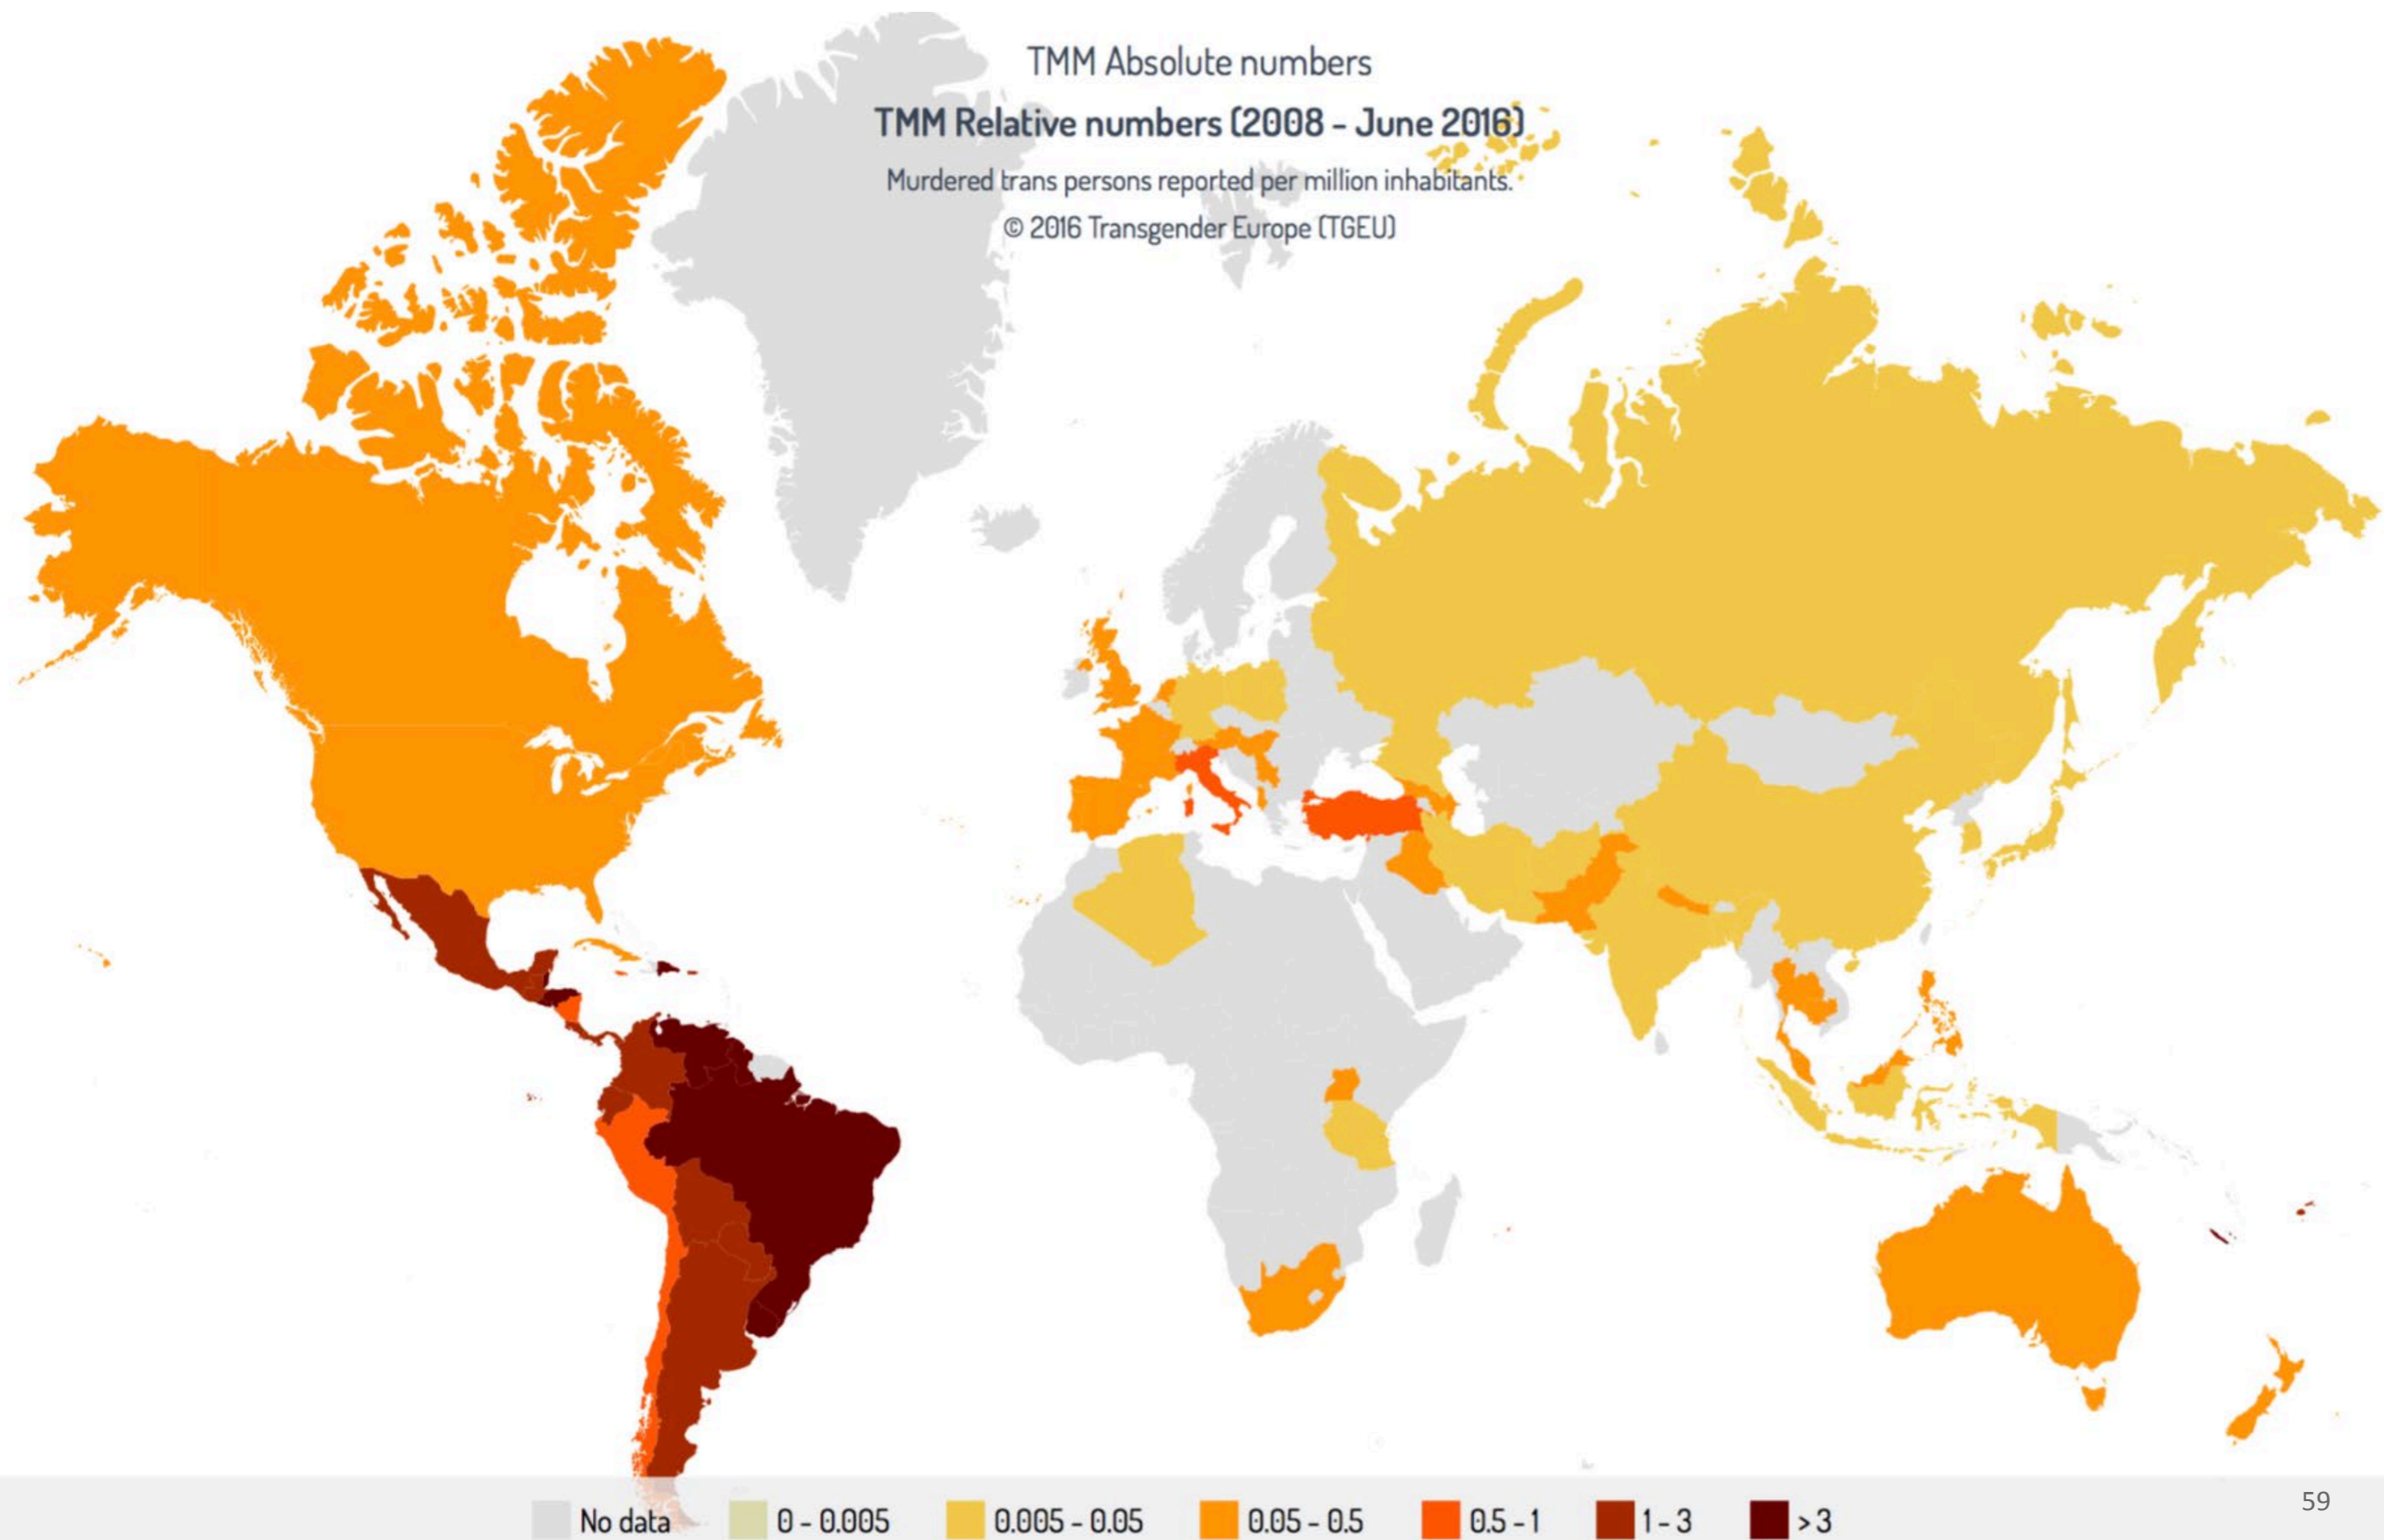 TMM Absolute numbers
TMM Relative numbers (2008 - June 2016)
Murdered trans persons reported per million inhabitants.
© 2016 Transgender Europe (TGEU)
No data 0 - 0.005 0.005 - 0.05 0.05 - 0.5 0.5 - 1 1 - 3 > 3
59